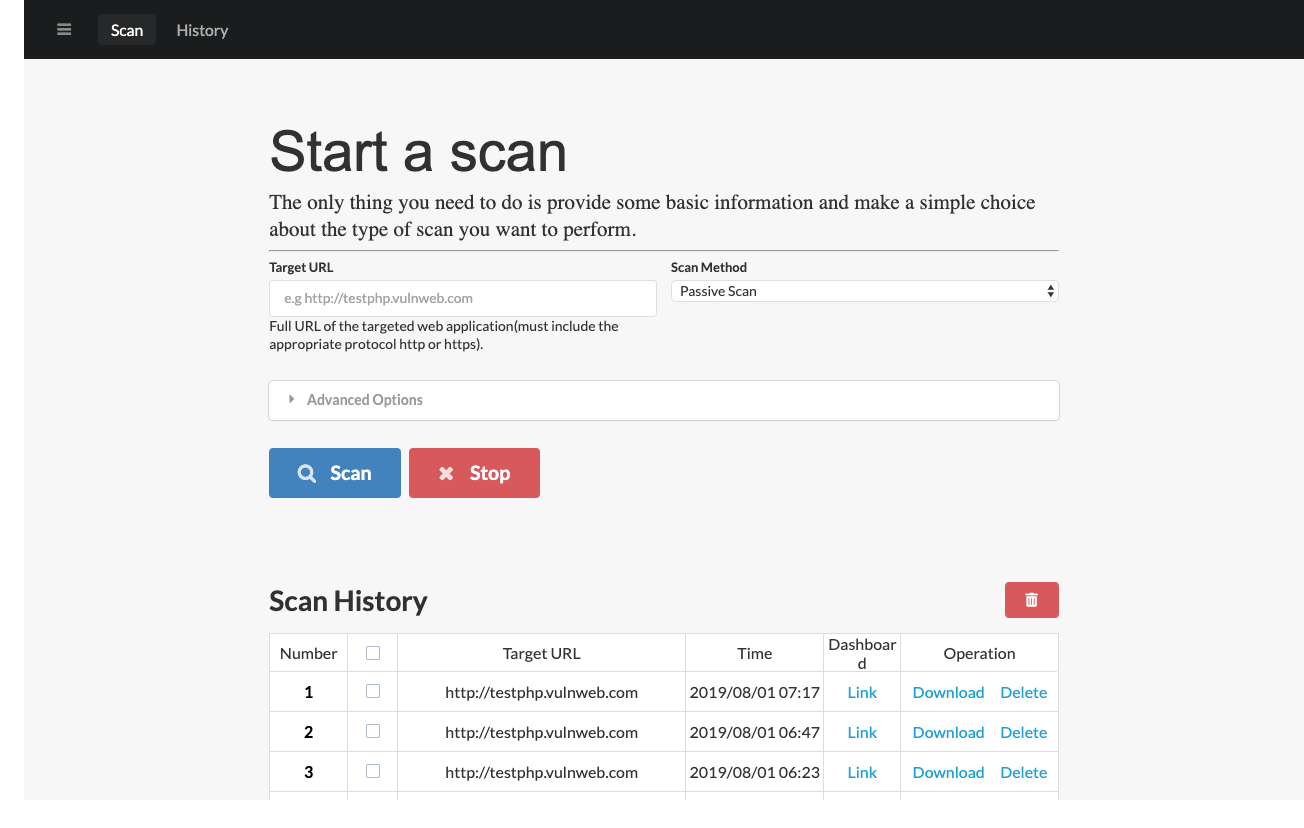 Scan History
Start a scan
The only thing you need to do is provide some basic information and make a simple choice
about the type of scan you want to perform.
Target URL Scan Method
e.g http://testphp.vulnweb.com Passive Scan
Full URL of the targeted web application(must include the
appropriate protocol http or https).
Advanced Options
Scan Stop
Scan History
Number Target URL Time Dashboar
d Operation
1 http://testphp.vulnweb.com 2019/08/01 07:17 Link Download Delete
2 http://testphp.vulnweb.com 2019/08/01 06:47 Link Download Delete
3 http://testphp.vulnweb.com 2019/08/01 06:23 Link Download Delete